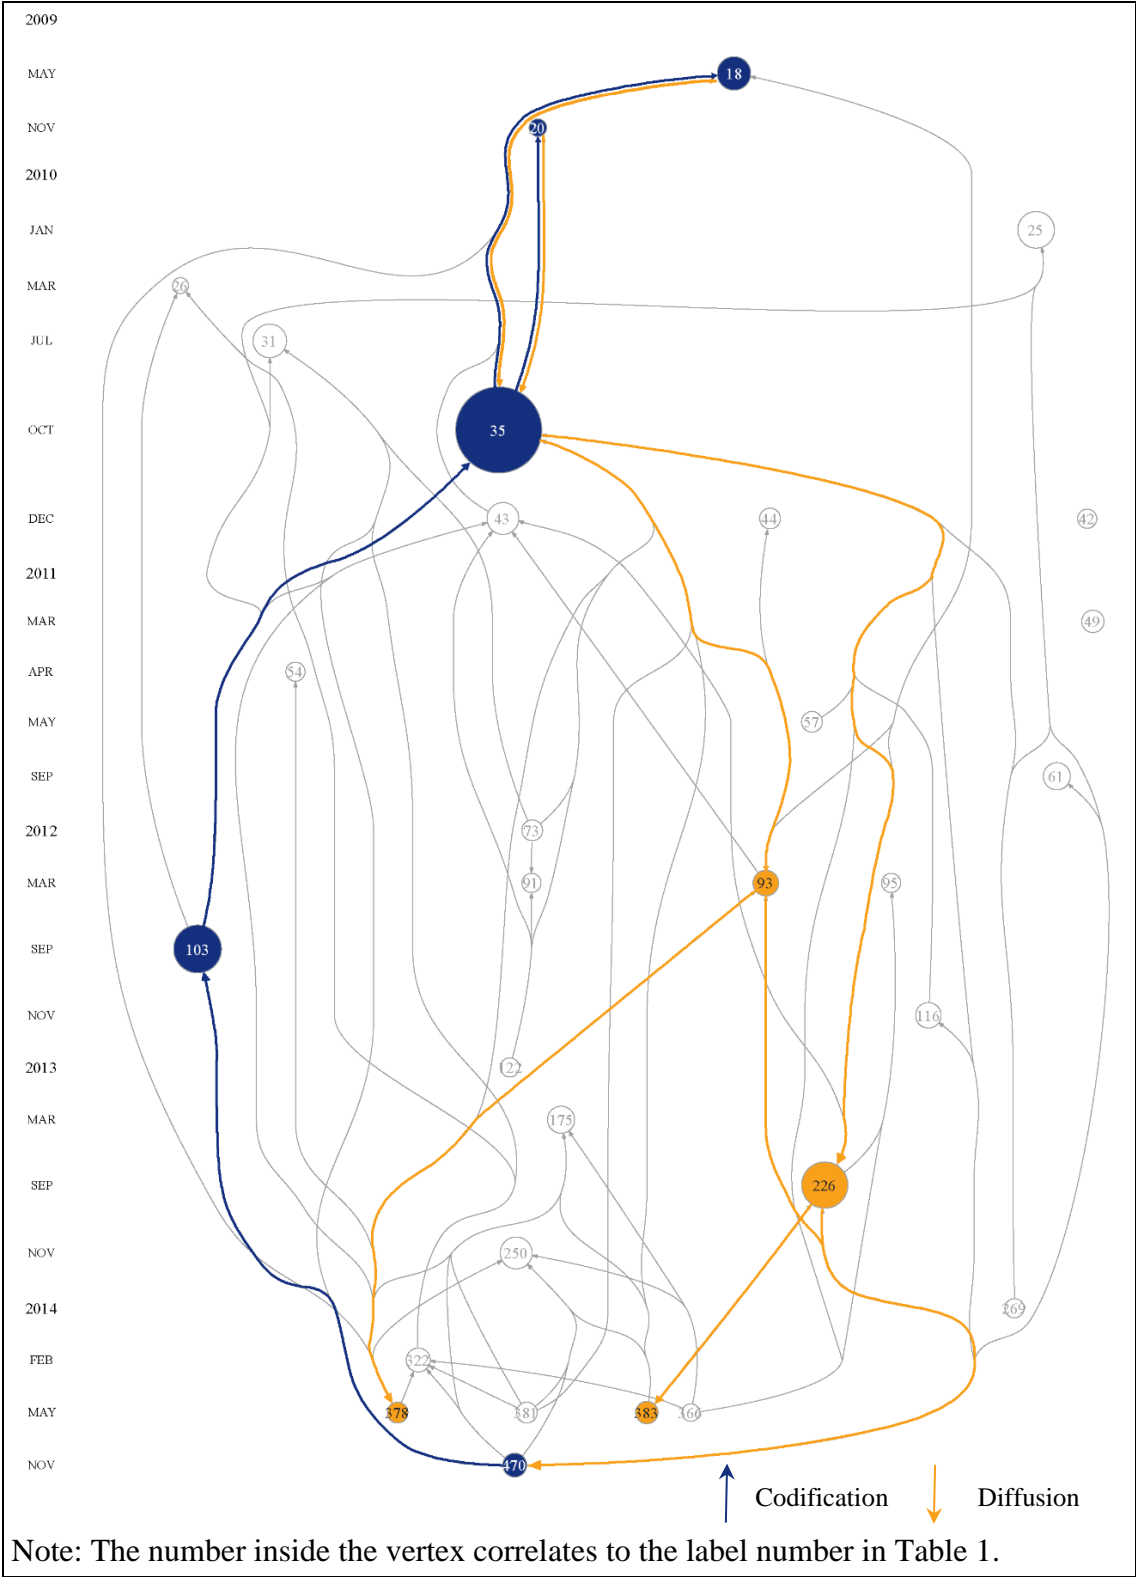 2009
MAY 18
NOV 20
2010
JAN 25
MAR 26
JUL 31
OCT 35
DEC 43 44 42
2011
MAR 49
APR 54
MAY 57
SEP 61
2012 73
MAR 91 93 95
SEP 103
NOV 116
2013 122
MAR 175
SEP 226
NOV 250
2014 269
FEB 322
MAY 378 381 383 366
NOV 470
Codification Diffusion
Note: The number inside the vertex correlates to the label number in Table 1.